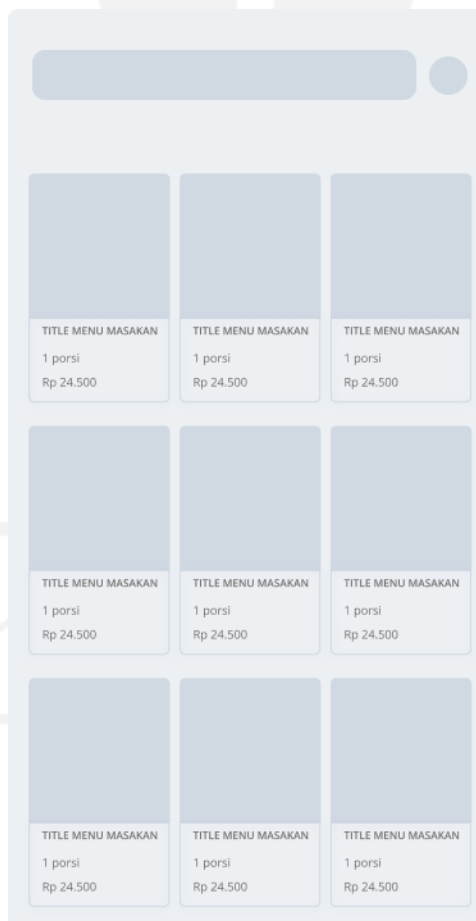 TITLE MENU MASAKAN TITLE MENU MASAKAN TITLE MENU MASAKAN
1 porsi 1 porsi 1 porsi
Rp 24.500 Rp 24.500 Rp 24.500
TITLE MENU MASAKAN TITLE MENU MASAKAN TITLE MENU MASAKAN
1 porsi 1 porsi 1 porsi
Rp 24.500 Rp 24.500 Rp 24.500
TITLE MENU MASAKAN TITLE MENU MASAKAN TITLE MENU MASAKAN
1 porsi 1 porsi 1 porsi
Rp 24.500 Rp 24.500 Rp 24.500